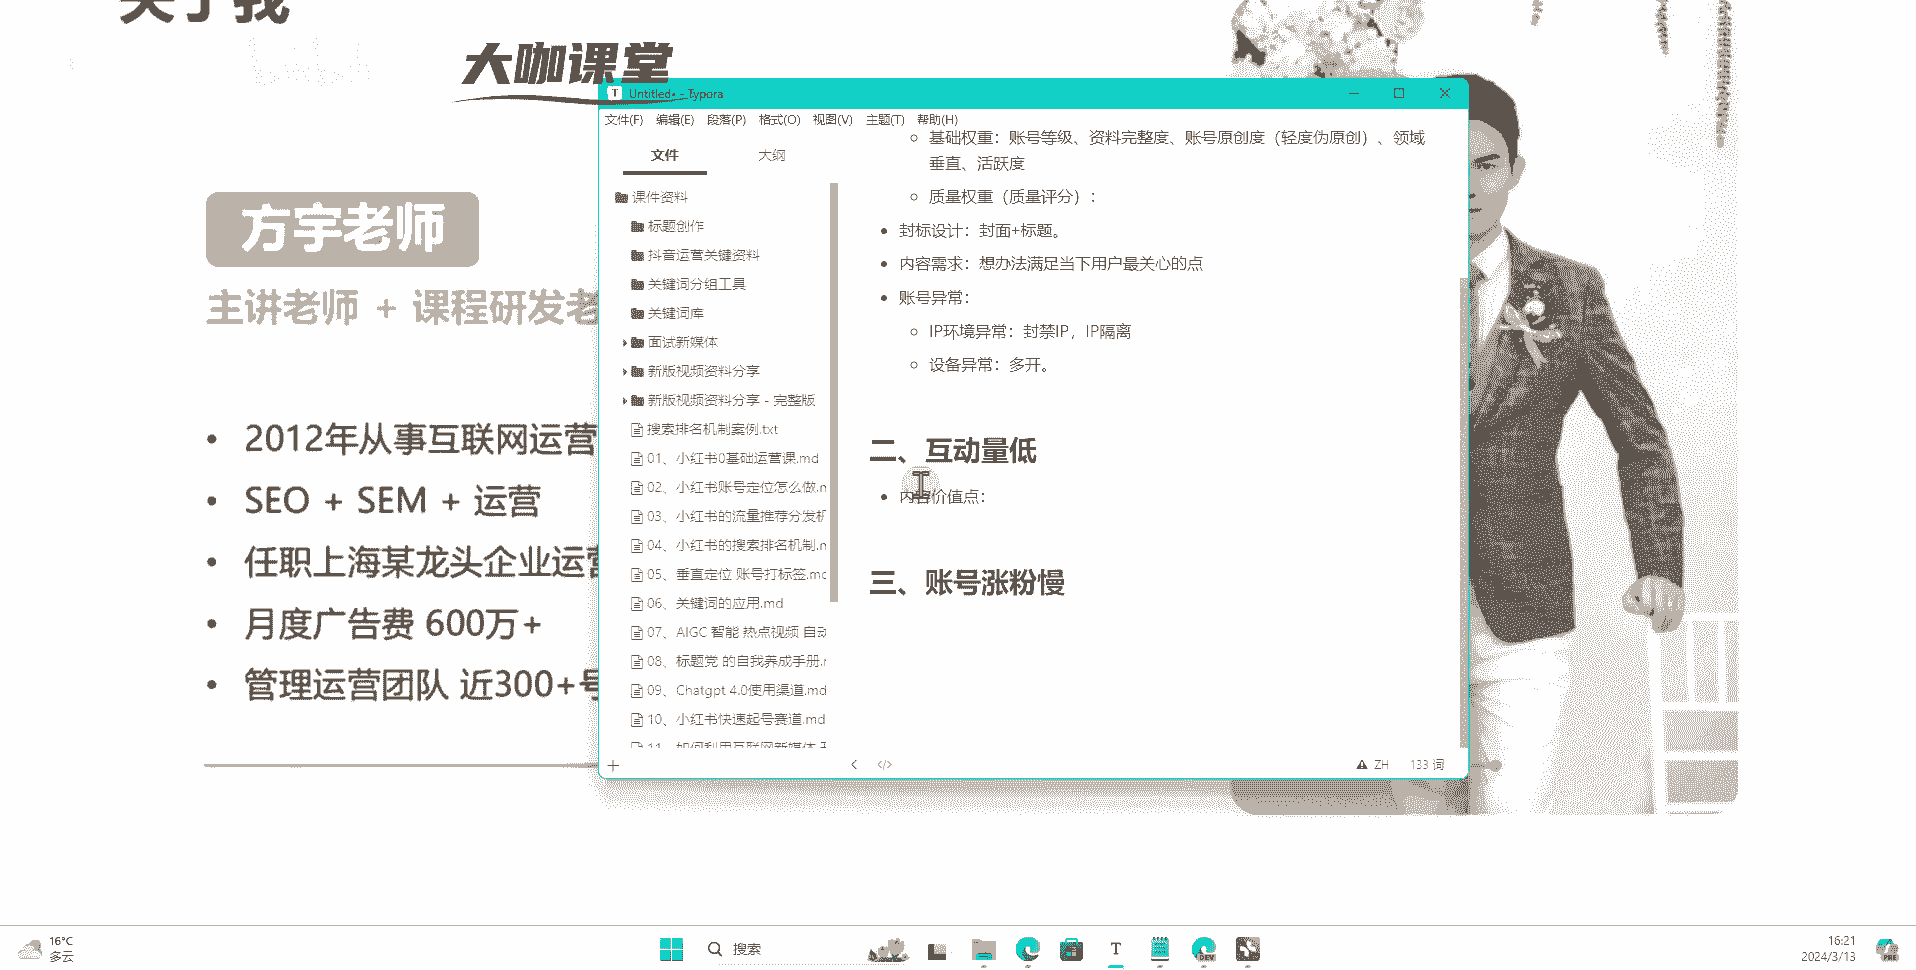 关于我
大咖课堂
方宇老师
主讲老师 + 课程研发老
2012年从事互联网运营
SEO + SEM + 运营
任职上海某龙头企业运营
月度广告费 600万+
管理运营团队 近300+号
Untitled• - Typora
文件(F) 编辑(E) 段落(P) 格式(O) 视图(V) 主题(T) 帮助(H)
文件 大纲
课件资料
标题创作
抖音运营关键资料
关键词分组工具
关键词库
面试新媒体
新版视频资料分享
新版视频资料分享 - 完整版
搜索排名机制案例.txt
01、小红书0基础运营课.md
02、小红书账号定位怎么做.m
03、小红书的流量推荐分发机
04、小红书的搜索排名机制.m
05、垂直定位 账号打标签.md
06、关键词的应用.md
07、AIGC 智能 热点视频 自动
08、标题党 的自我养成手册.m
09、Chatgpt 4.0使用渠道.md
10、小红书快速起号赛道.md
11、如何利用互联网新媒体
基础权重：账号等级、资料完整度、账号原创度（轻度伪原创）、领域
垂直、活跃度
质量权重（质量评分）：
封标设计：封面+标题。
内容需求：想办法满足当下用户最关心的点
账号异常：
IP环境异常：封禁IP，IP隔离
设备异常：多开。
二、互动量低
内容价值点：
三、账号涨粉慢
ZH 133 词
16°C
多云
搜索
T
DEV
16:21
2024/3/13
PRE